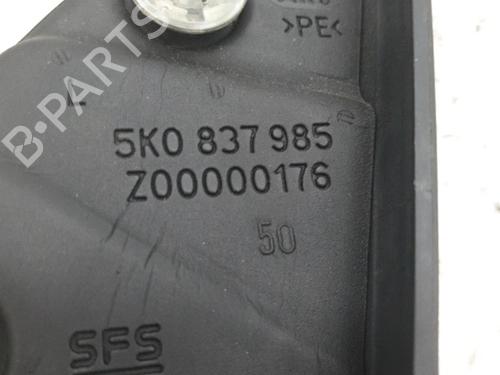 >PE<
L
5K0 837 985
Z00000176
50
SFS
B-PARTS